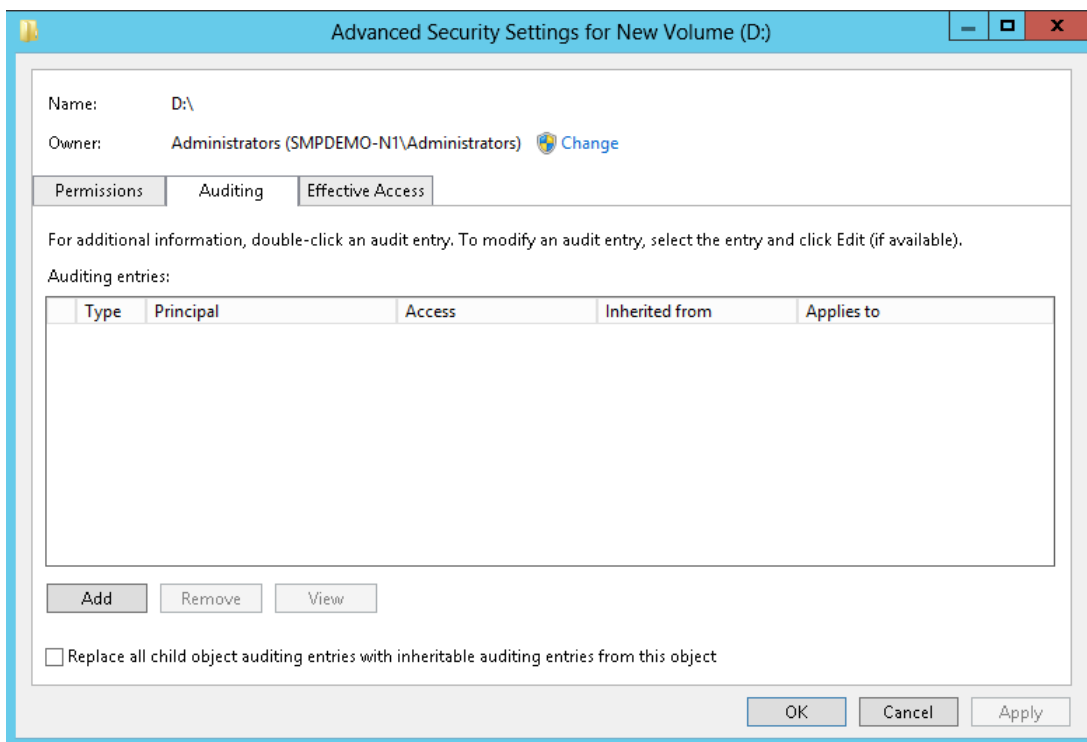 Advanced Security Settings for New Volume (D:)
Name: D:\
Owner: Administrators (SMPDEMO-N1\Administrators) Change
Permissions Auditing Effective Access
For additional information, double-click an audit entry. To modify an audit entry, select the entry and click Edit (if available).
Auditing entries:
Type Principal Access Inherited from Applies to
Add Remove View
Replace all child object auditing entries with inheritable auditing entries from this object
OK Cancel Apply